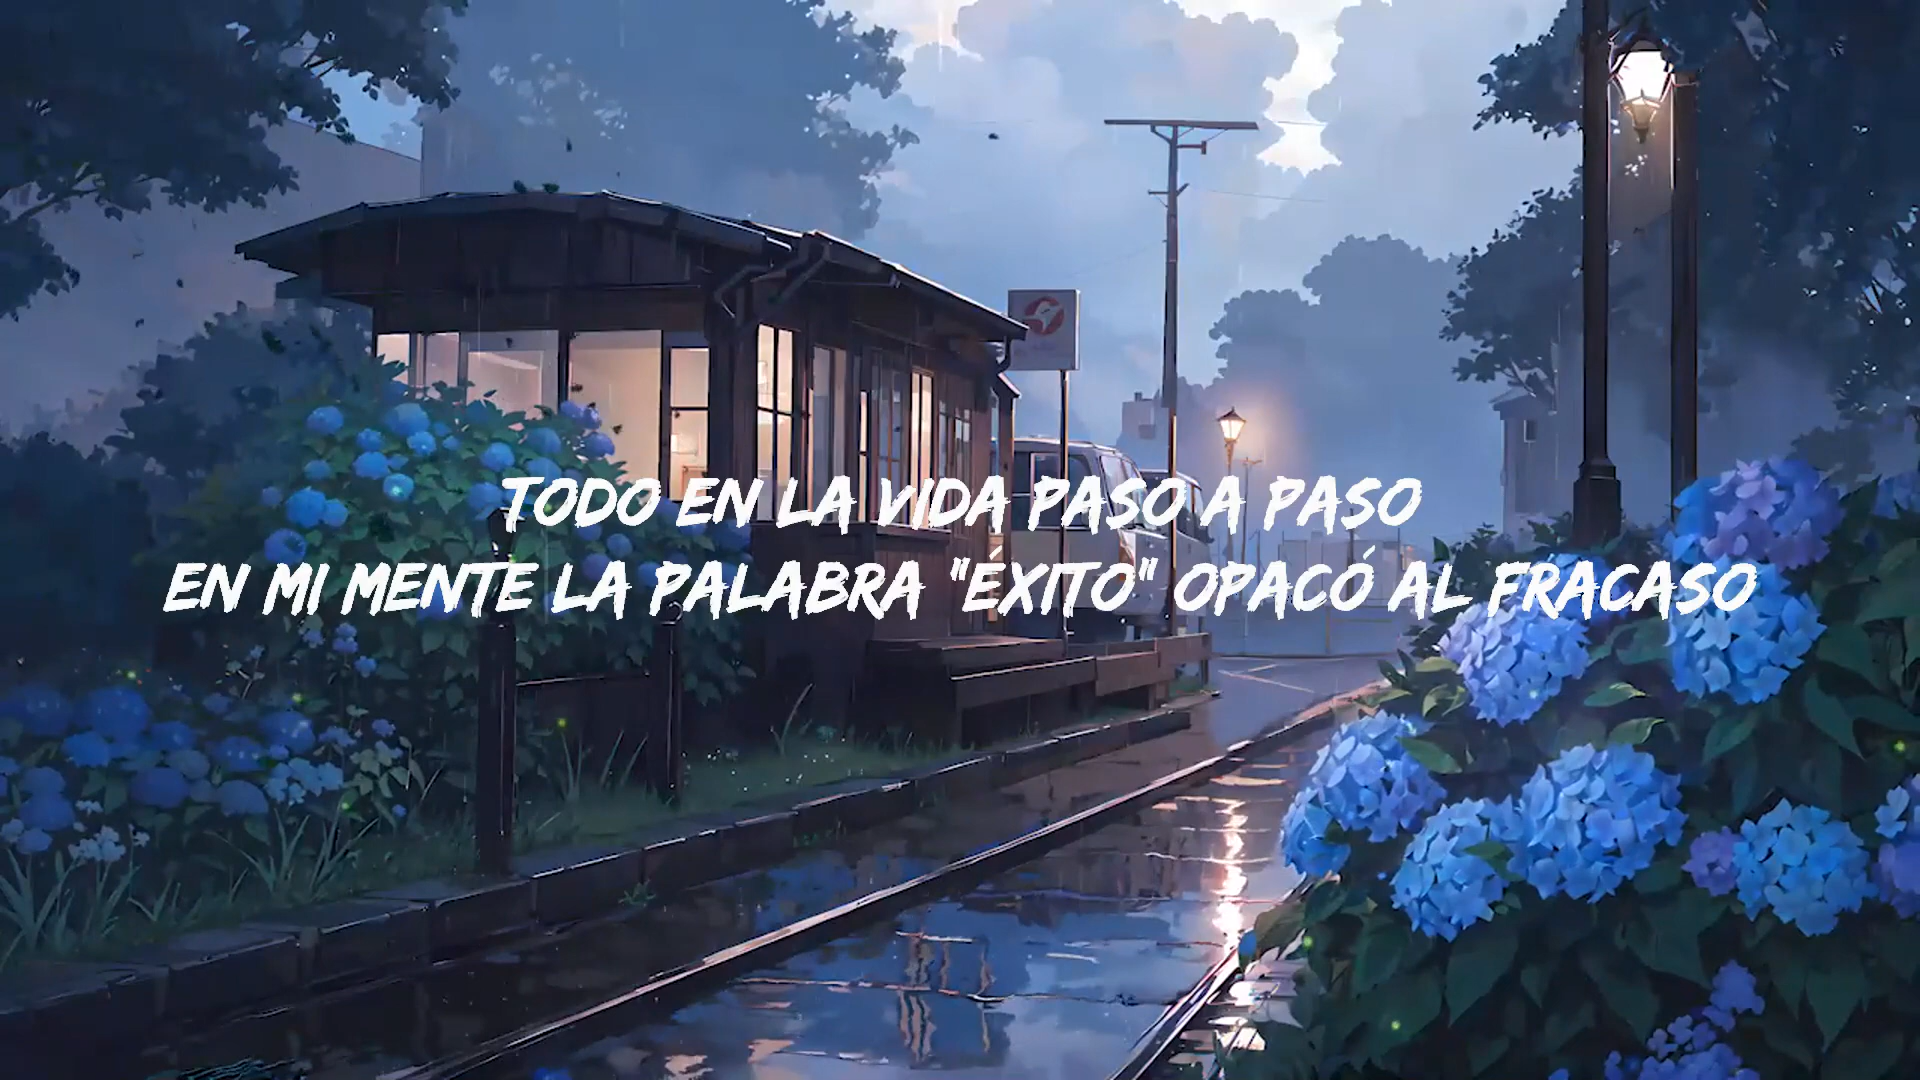 TODO EN LA VIDA PASO A PASO
EN MI MENTE LA PALABRA "ÉXITO" OPACÓ AL FRACASO